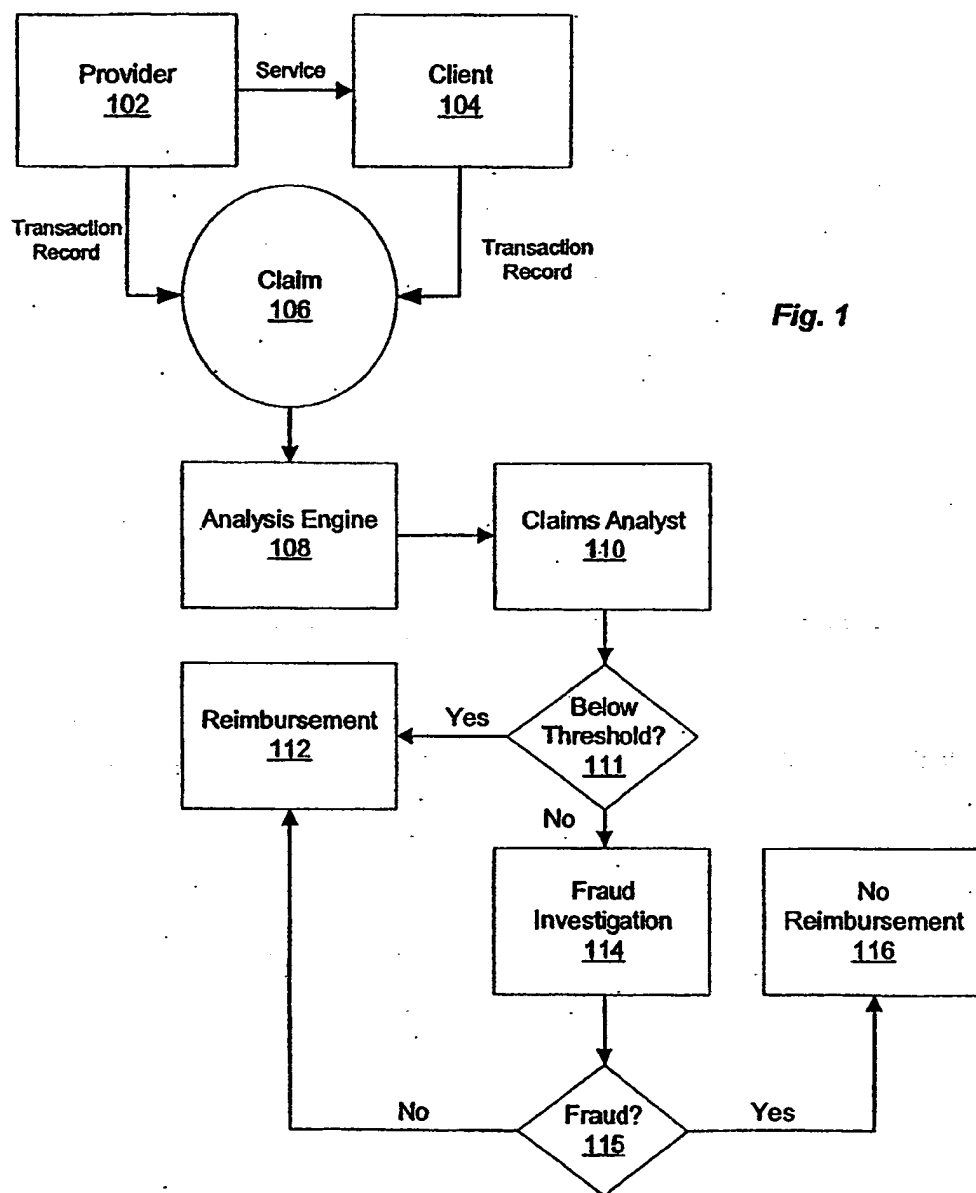 Provider
102
Service
Client
104
Transaction
Record
Claim
106
Transaction
Record
Fig. 1
Analysis Engine
108
Claims Analyst
110
Reimbursement
112
Yes
Below
Threshold?
111
No
Fraud
Investigation
114
No
Reimbursement
116
No
Fraud?
115
Yes